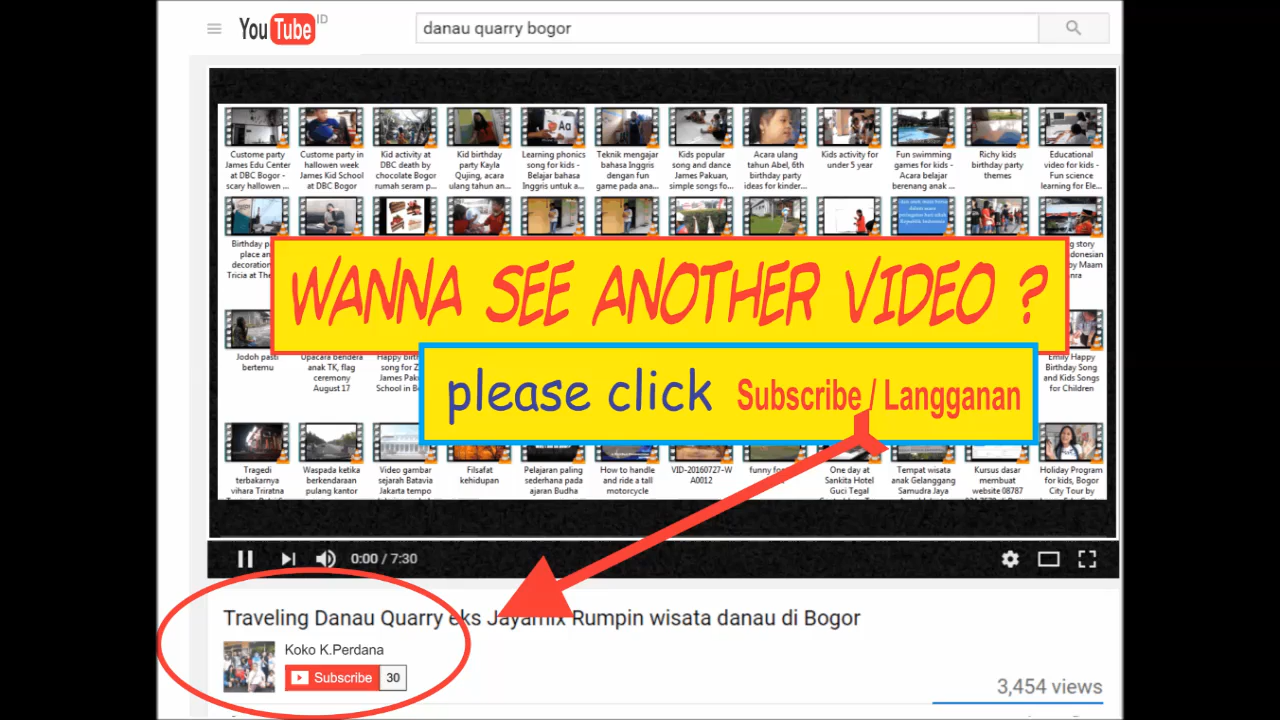 YouTube ID
danau quarry bogor
Custome party
James Edu Center
at DBC Bogor -
scary hallowen ...
Custome party in
hallowen week
James Kid School
at DBC Bogor
Kid activity at
DBC death by
chocolate Bogor
rumah seram p...
Kid birthday
party Kayla
Qujing, acara
ulang tahun an...
Learning phonics
song for kids -
Belajar bahasa
Inggris untuk a...
Teknik mengajar
bahasa Inggris
dengan fun
game pada ana...
Kids popular
song and dance
James Pakuan,
simple songs fo...
Acara ulang
tahun Abel, 6th
birthday party
ideas for kinder...
Kids activity for
under 5 year
Fun swimming
games for kids -
Acara belajar
berenang anak ...
Richy kids
birthday party
themes
Educational
video for kids -
Fun science
learning for Ele...
WANNA SEE ANOTHER VIDEO ?
please click Subscribe / Langganan
Jodoh pasti
bertemu
Upacara bendera
anak TK, flag
ceremony
August 17
Emily Happy
Birthday Song
and Kids Songs
for Children
Tragedi
terbakarnya
vihara Triratna
Waspada ketika
berkendaraan
pulang kantor
Video gambar
sejarah Batavia
Jakarta tempo
Filsafat
kehidupan
Pelajaran paling
sederhana pada
ajaran Budha
How to handle
and ride a tall
motorcycle
VID-20160727-W
A0012
One day at
Sankita Hotel
Guci Tegal
Tempat wisata
anak Gelanggang
Samudra Jaya
Kursus dasar
membuat
website 08787
Holiday Program
for kids, Bogor
City Tour by
0:00 / 7:30
Traveling Danau Quarry eks Jayamix Rumpin wisata danau di Bogor
Koko K.Perdana
Subscribe 30
3,454 views